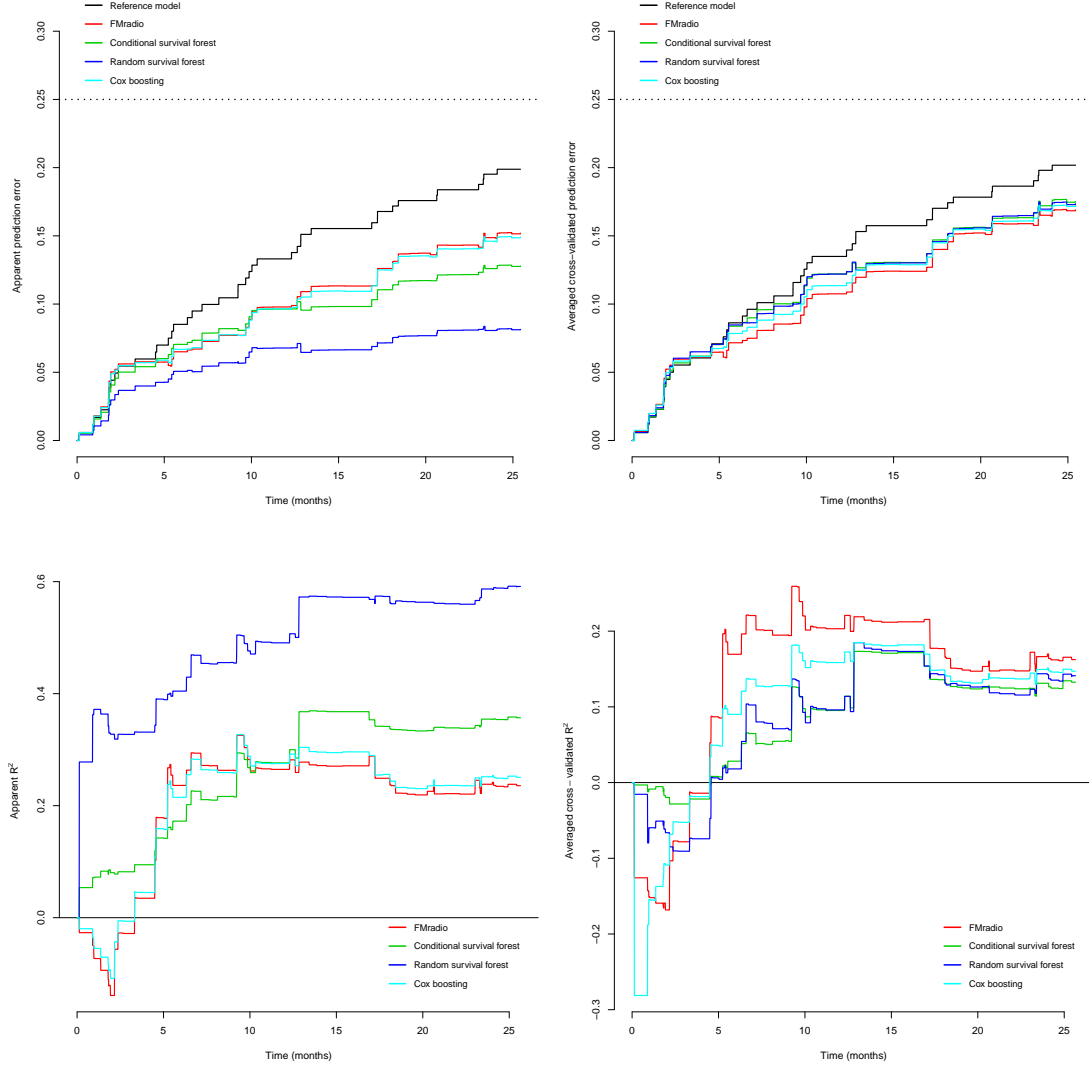 Reference model
FMradio
Conditional survival forest
Random survival forest
Cox boosting
0.30
0.25
0.20
0.15
0.10
0.05
0.00
Apparent prediction error
0 5 10 15 20 25
Time (months)
Reference model
FMradio
Conditional survival forest
Random survival forest
Cox boosting
0.30
0.25
0.20
0.15
0.10
0.05
0.00
Averaged cross−validated prediction error
0 5 10 15 20 25
Time (months)
0.6
0.4
0.2
0.0
Apparent R²
FMradio
Conditional survival forest
Random survival forest
Cox boosting
0 5 10 15 20 25
Time (months)
0.2
0.1
0.0
−0.1
−0.2
−0.3
Averaged cross − validated R²
FMradio
Conditional survival forest
Random survival forest
Cox boosting
0 5 10 15 20 25
Time (months)